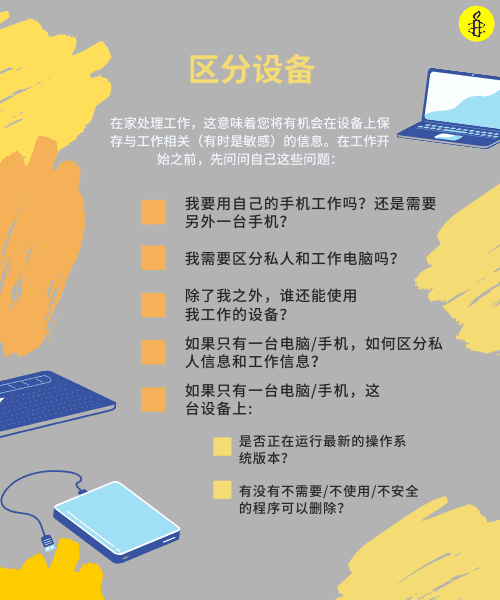 区分设备
在家处理工作，这意味着您将有机会在设备上保
存与工作相关（有时是敏感）的信息。在工作开
始之前，先问问自己这些问题：
我要用自己的手机工作吗？还是需要
另外一台手机？
我需要区分私人和工作电脑吗？
除了我之外，谁还能使用
我工作的设备？
如果只有一台电脑/手机，如何区分私
人信息和工作信息？
如果只有一台电脑/手机，这
台设备上：
是否正在运行最新的操作系
统版本？
有没有不需要/不使用/不安全
的程序可以删除？